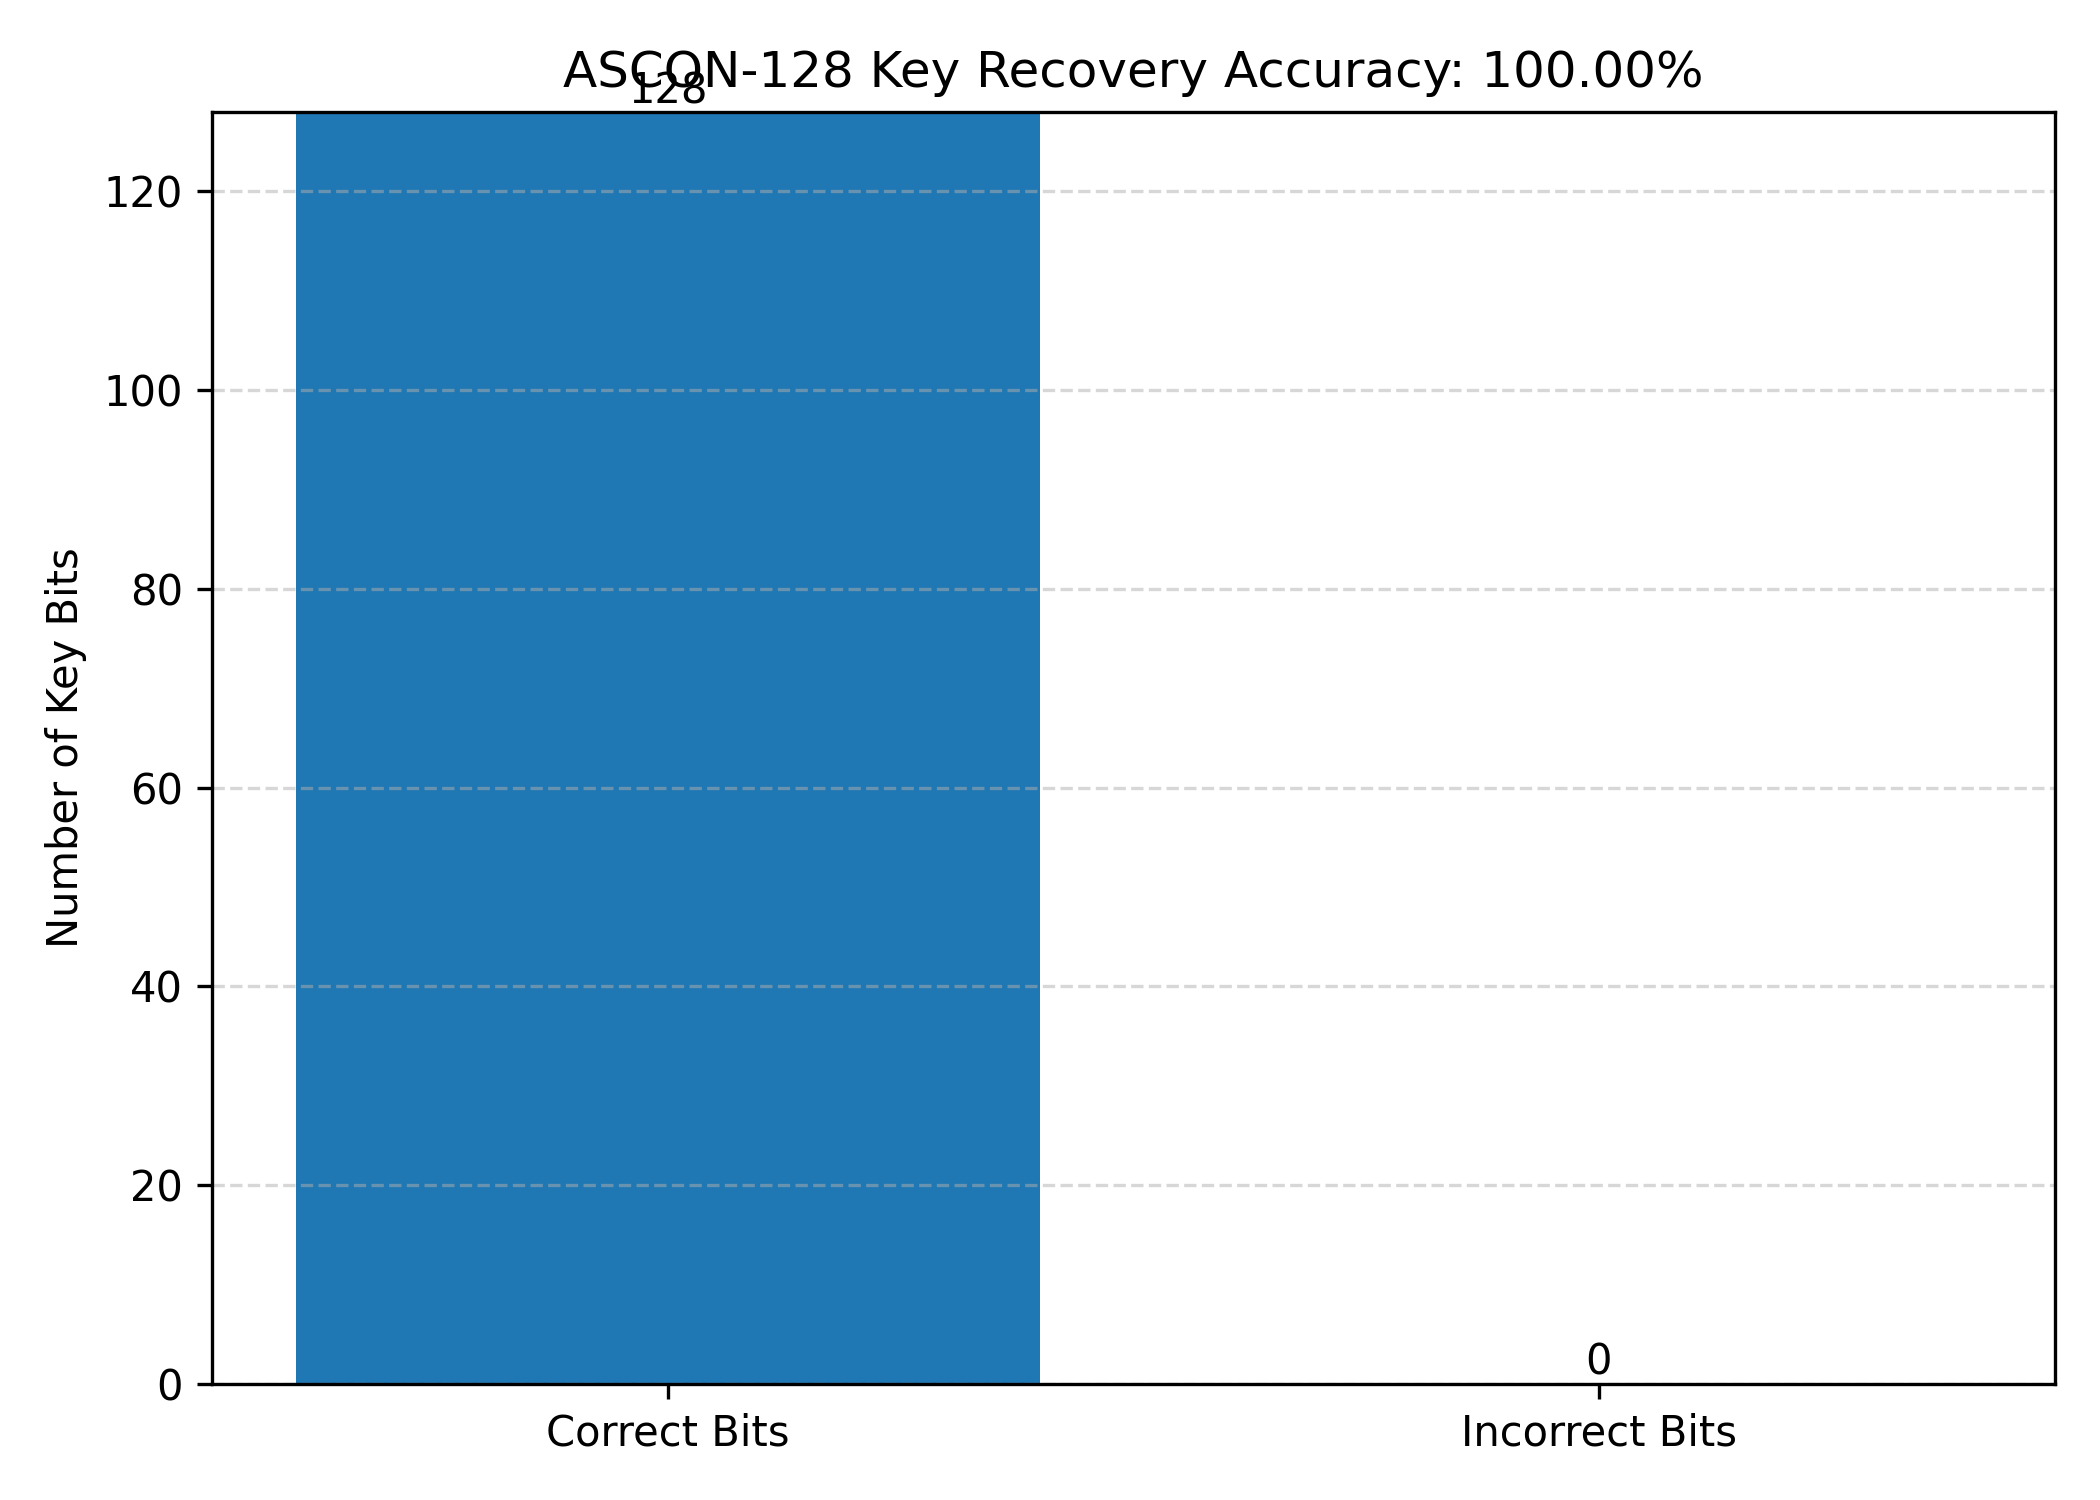 ASCON-128 Key Recovery Accuracy: 100.00%
128
120
100
80
60
40
20
0
Number of Key Bits
0
Correct Bits
Incorrect Bits